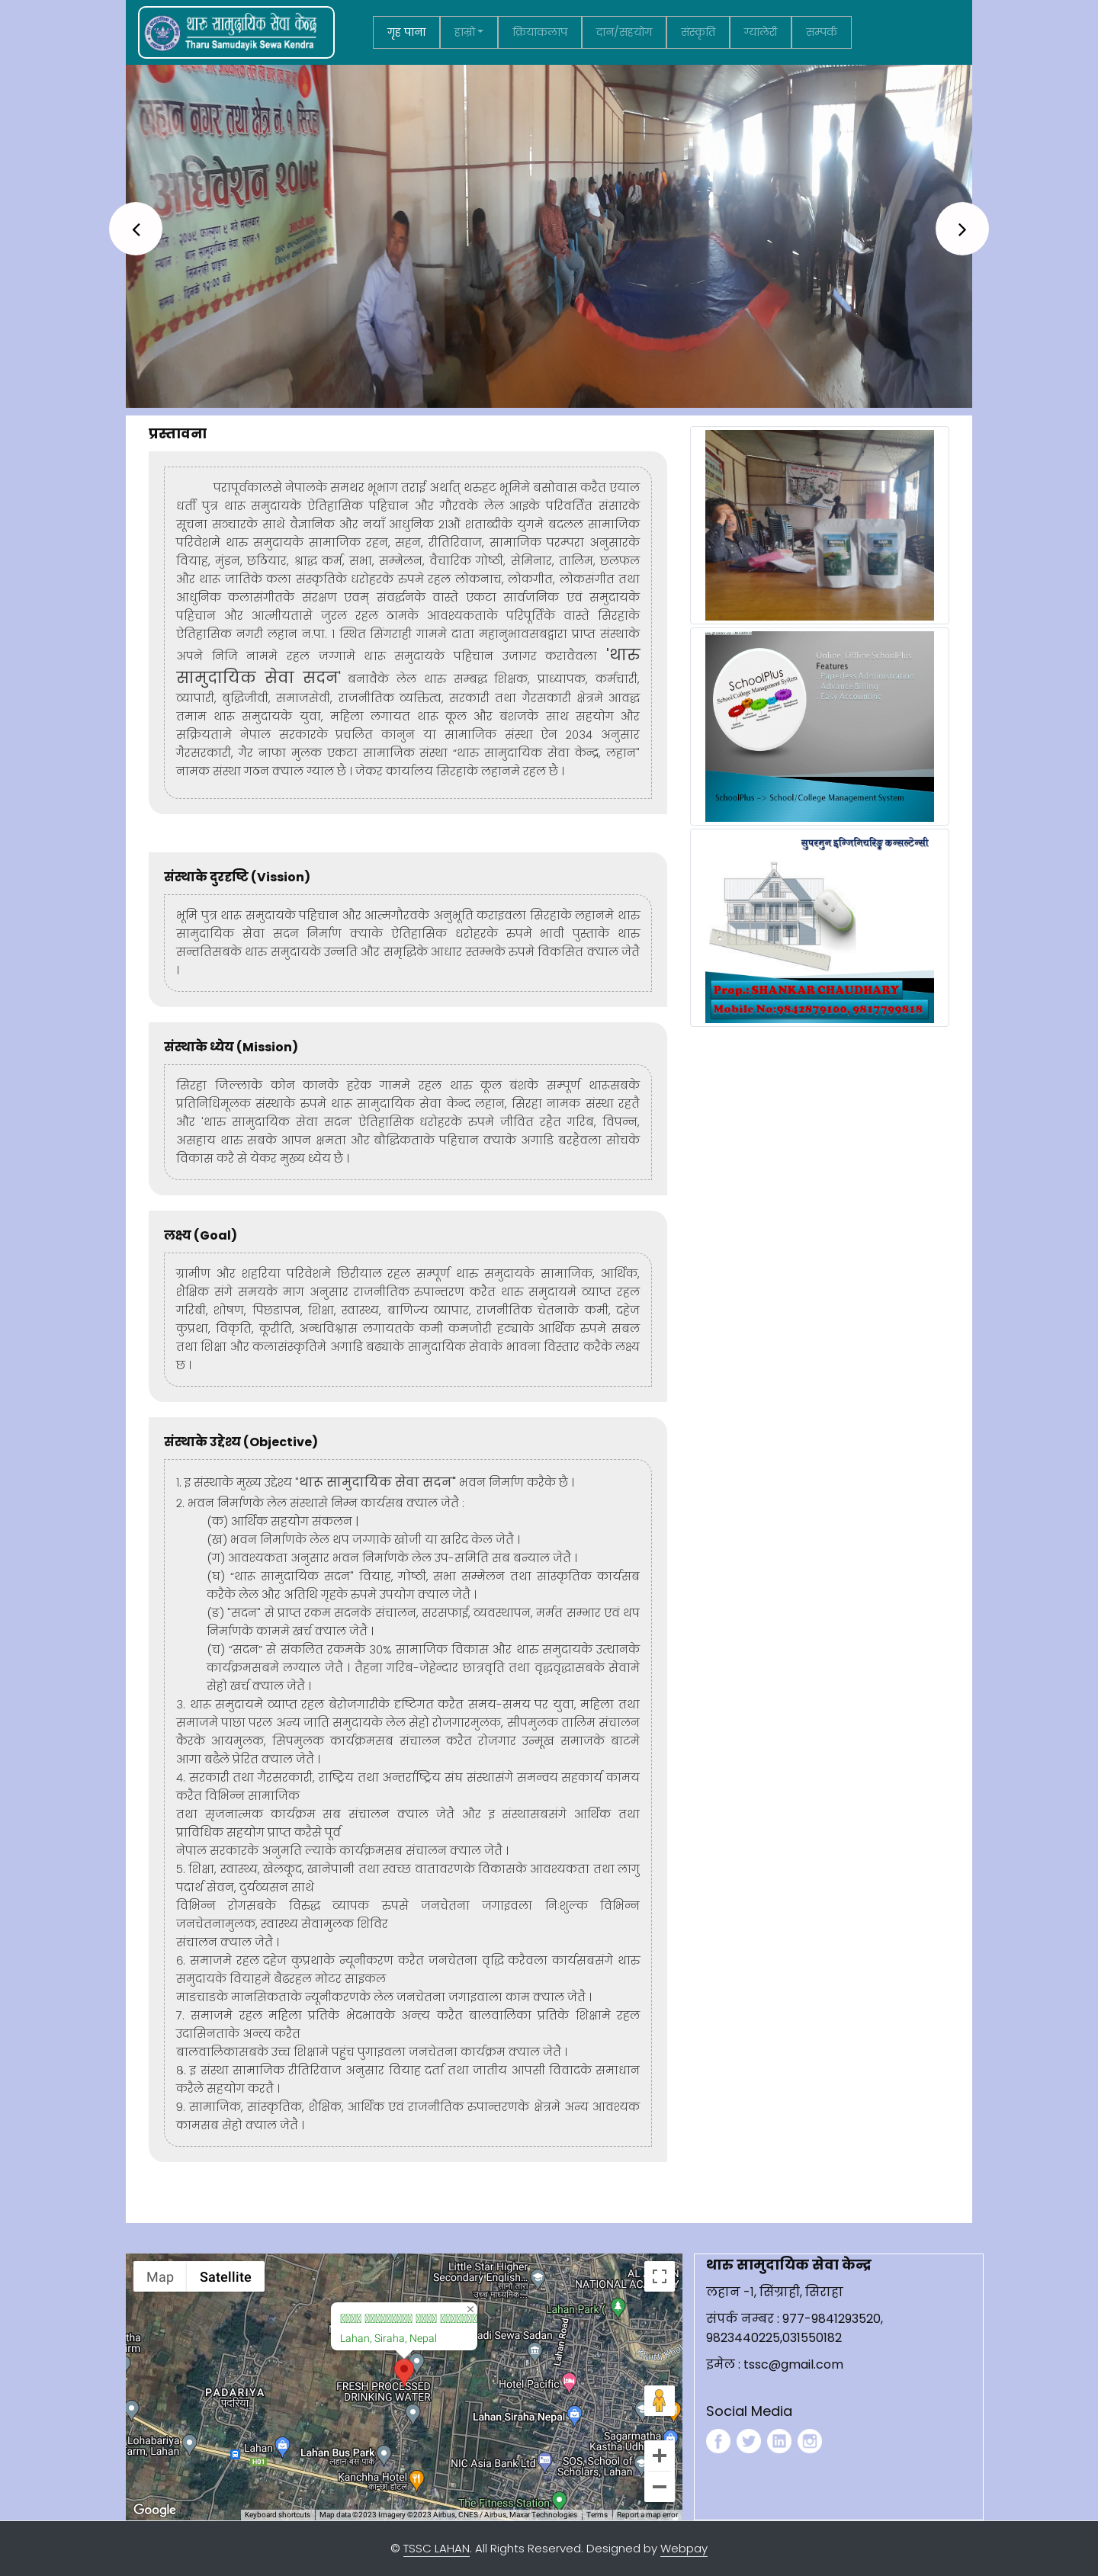 थारु सामुदायिक सेवा केन्द्र
Tharu Samudayik Sewa Kendra
गृह पाना
हाम्रो
क्रियाकलाप
दान/सहयोग
संस्कृति
ग्यालेरी
सम्पर्क
लहान नगर तथा क्षेत्र नं. १ सिरहा
अधिवेशन २०७९
प्रस्तावना
परापूर्वकालसे नेपालके समथर भूभाग तराई अर्थात् थरुहट भूमिमे बसोवास करैत एयाल
धर्ती पुत्र थारू समुदायके ऐतिहासिक पहिचान और गौरवके लेल आइके परिवर्तित संसारके
सूचना सञ्चारके साथे वैज्ञानिक और नयाँ आधुनिक २१औं शताब्दीके युगमे बदलल सामाजिक
परिवेशमे थारु समुदायके सामाजिक रहन, सहन, रीतिरिवाज, सामाजिक परम्परा अनुसारके
विवाह, मुंडन, छठियार, श्राद्ध कर्म, सभा, सम्मेलन, वैचारिक गोष्ठी, सेमिनार, तालिम, छलफल
और थारू जातिके कला संस्कृतिके धरोहरके रुपमे रहल लोकनाच, लोकगीत, लोकसंगीत तथा
आधुनिक कलासंगीतके संरक्षण एवम् संवर्द्धनके वास्ते एकटा सार्वजनिक एवं समुदायके
पहिचान और आत्मीयतासे जुरल रहल ठामके आवश्यकताके परिपूर्तिके वास्ते सिरहाके
ऐतिहासिक नगरी लहान न.पा. १ स्थित सिंगराही गाममे दाता महानुभावसबद्वारा प्राप्त संस्थाके
अपने निजि नाममे रहल जग्गामे थारू समुदायके पहिचान उजागर करावैवला 'थारु
सामुदायिक सेवा सदन' बनावैके लेल थारु सम्बद्ध शिक्षक, प्राध्यापक, कर्मचारी,
व्यापारी, बुद्धिजीवी, समाजसेवी, राजनीतिक व्यक्तित्व, सरकारी तथा गैरसकारी क्षेत्रमे आवद्ध
तमाम थारू समुदायके युवा, महिला लगायत थारू कूल और बंशजके साथ सहयोग और
सक्रियतामे नेपाल सरकारके प्रचलित कानुन या सामाजिक संस्था ऐन २०३४ अनुसार
गैरसरकारी, गैर नाफा मुलक एकटा सामाजिक संस्था "थारु सामुदायिक सेवा केन्द्र, लहान"
नामक संस्था गठन क्याल ग्याल छै । जेकर कार्यालय सिरहाके लहानमे रहल छै ।
संस्थाके दुरदृष्टि (Vission)
भूमि पुत्र थारू समुदायके पहिचान और आत्मगौरवके अनुभूति कराइवला सिरहाके लहानमे थारु
सामुदायिक सेवा सदन निर्माण क्याके ऐतिहासिक धरोहरके रुपमे भावी पुस्ताके थारु
सन्ततिसबके थारु समुदायके उन्नति और समृद्धिके आधार स्तम्भके रुपमे विकसित क्याल जेतै
।
संस्थाके ध्येय (Mission)
सिरहा जिल्लाके कोन कानके हरेक गाममे रहल थारु कूल बंशके सम्पूर्ण थारूसबके
प्रतिनिधिमूलक संस्थाके रुपमे थारू सामुदायिक सेवा केन्द लहान, सिरहा नामक संस्था रहतै
और 'थारु सामुदायिक सेवा सदन' ऐतिहासिक धरोहरके रुपमे जीवित रहैत गरिब, विपन्न,
असहाय थारु सबके आपन क्षमता और बौद्धिकताके पहिचान क्याके अगाडि बरहैवला सोचके
विकास करै से येकर मुख्य ध्येय छै ।
लक्ष्य (Goal)
ग्रामीण और शहरिया परिवेशमे छिरीयाल रहल सम्पूर्ण थारु समुदायके सामाजिक, आर्थिक,
शैक्षिक संगे समयके माग अनुसार राजनीतिक रुपान्तरण करैत थारु समुदायमे व्याप्त रहल
गरिबी, शोषण, पिछडापन, शिक्षा, स्वास्थ्य, बाणिज्य व्यापार, राजनीतिक चेतनाके कमी, दहेज
कुप्रथा, विकृति, कूरीति, अन्धविश्वास लगायतके कमी कमजोरी हट्याके आर्थिक रुपमे सबल
तथा शिक्षा और कलासंस्कृतिमे अगाडि बढ्याके सामुदायिक सेवाके भावना विस्तार करैके लक्ष्य
छ ।
संस्थाके उद्देश्य (Objective)
१. इ संस्थाके मुख्य उद्देश्य "थारू सामुदायिक सेवा सदन" भवन निर्माण करैके छै ।
२. भवन निर्माणके लेल संस्थासे निम्न कार्यसब क्याल जेतै :
(क) आर्थिक सहयोग संकलन |
(ख) भवन निर्माणके लेल थप जग्गाके खोजी या खरिद केल जेतै ।
(ग) आवश्यकता अनुसार भवन निर्माणके लेल उप-समिति सब बन्याल जेतै ।
(घ) "थारू सामुदायिक सदन" विवाह, गोष्ठी, सभा सम्मेलन तथा सांस्कृतिक कार्यसब
करैके लेल और अतिथि गृहके रुपमे उपयोग क्याल जेतै ।
(ङ) "सदन" से प्राप्त रकम सदनके संचालन, सरसफाई, व्यवस्थापन, मर्मत सम्भार एवं थप
निर्माणके काममे खर्च क्याल जेतै ।
(च) "सदन" से संकलित रकमके ३०% सामाजिक विकास और थारु समुदायके उत्थानके
कार्यक्रमसबमे लग्याल जेतै । तैहना गरिब-जेहेन्दार छात्रवृति तथा वृद्धवृद्धासबके सेवामे
सेहो खर्च क्याल जेतै ।
३. थारू समुदायमे व्याप्त रहल बेरोजगारीके दृष्टिगत करैत समय-समय पर युवा, महिला तथा
समाजमे पाछा परल अन्य जाति समुदायके लेल सेहो रोजगारमुलक, सीपमुलक तालिम संचालन
कैरके आयमुलक, सिपमुलक कार्यक्रमसब संचालन करैत रोजगार उन्मूख समाजके बाटमे
आगा बढैले प्रेरित क्याल जेतै ।
४. सरकारी तथा गैरसरकारी, राष्ट्रिय तथा अन्तर्राष्ट्रिय संघ संस्थासंगे समन्वय सहकार्य कामय
करैत विभिन्न सामाजिक
तथा सृजनात्मक कार्यक्रम सब संचालन क्याल जेतै और इ संस्थासबसंगे आर्थिक तथा
प्राविधिक सहयोग प्राप्त करैसे पूर्व
नेपाल सरकारके अनुमति ल्याके कार्यक्रमसब संचालन क्याल जेतै ।
५. शिक्षा, स्वास्थ्य, खेलकूद, खानेपानी तथा स्वच्छ वातावरणके विकासके आवश्यकता तथा लागु
पदार्थ सेवन, दुर्यव्यसन साथे
विभिन्न रोगसबके विरुद्ध व्यापक रुपसे जनचेतना जगाइवला निःशुल्क विभिन्न
जनचेतनामुलक, स्वास्थ्य सेवामुलक शिविर
संचालन क्याल जेतै ।
६. समाजमे रहल दहेज कुप्रथाके न्यूनीकरण करैत जनचेतना वृद्धि करैवला कार्यसबसंगे थारु
समुदायके वियाहमे बैढरहल मोटर साइकल
माङचाङके मानसिकताके न्यूनीकरणके लेल जनचेतना जगाइवाला काम क्याल जेतै ।
७. समाजमे रहल महिला प्रतिके भेदभावके अन्त्य करैत बालवालिका प्रतिके शिक्षामे रहल
उदासिनताके अन्त्य करैत
बालवालिकासबके उच्च शिक्षामे पहुंच पुगाइवला जनचेतना कार्यक्रम क्याल जेतै ।
८. इ संस्था सामाजिक रीतिरिवाज अनुसार वियाह दर्ता तथा जातीय आपसी विवादके समाधान
करैले सहयोग करतै ।
९. सामाजिक, सांस्कृतिक, शैक्षिक, आर्थिक एवं राजनीतिक रुपान्तरणके क्षेत्रमे अन्य आवश्यक
कामसब सेहो क्याल जेतै ।
Online, Offline SchoolPlus
Features
. Paperless Administration
. Advance Billing
. Easy Accounting
SchoolPlus
School/College Management System
SchoolPlus -> School/College Management System
सुपरमुन इन्जिनियरिङ्ग कन्सल्टेन्सी
Prop.: SHANKAR CHAUDHARY
Mobile No:9842879100, 9817799818
Map
Satellite
Little Star Higher
Secondary English...
NATIONAL AC
Lahan Park
Lahan, Siraha, Nepal
adi Sewa Sadan
Lahan Road
FRESH PROCESSED
DRINKING WATER
Hotel Pacific
PADARIYA
पदरिया
Lahan Siraha Nepal
Lohabariya
arm, Lahan
Lahan
H01
Lahan Bus Park
लहान बस पार्क
Sagarmatha
Kastha Udh
NIC Asia Bank Ltd
SOS, School of
Scholars, Lahan
Kanchha Hotel
कान्छा होटल
The Fitness Station
Google
Keyboard shortcuts
Map data ©2023 Imagery ©2023 Airbus, CNES / Airbus, Maxar Technologies
Terms
Report a map error
थारु सामुदायिक सेवा केन्द्र
लहान -१, सिंग्राही, सिराहा
संपर्क नम्बर : 977-9841293520,
9823440225,031550182
इमेल : tssc@gmail.com
Social Media
© TSSC LAHAN. All Rights Reserved. Designed by Webpay